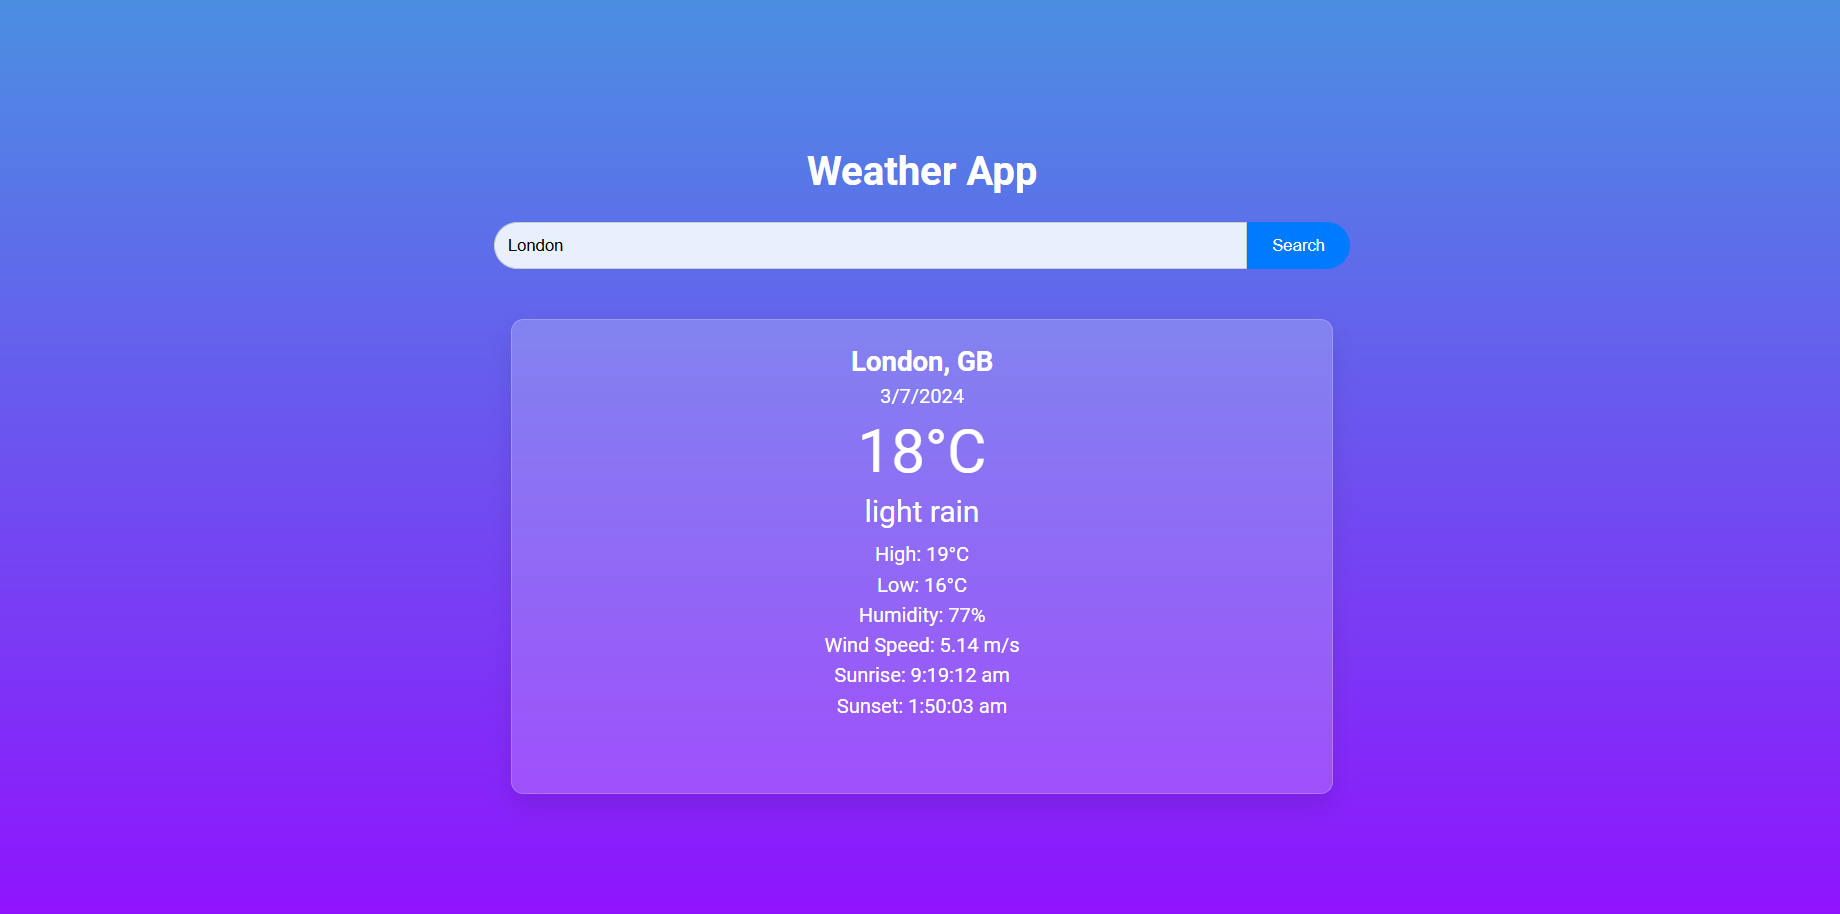 Weather App
London
Search
London, GB
3/7/2024
18°C
light rain
High: 19°C
Low: 16°C
Humidity: 77%
Wind Speed: 5.14 m/s
Sunrise: 9:19:12 am
Sunset: 1:50:03 am